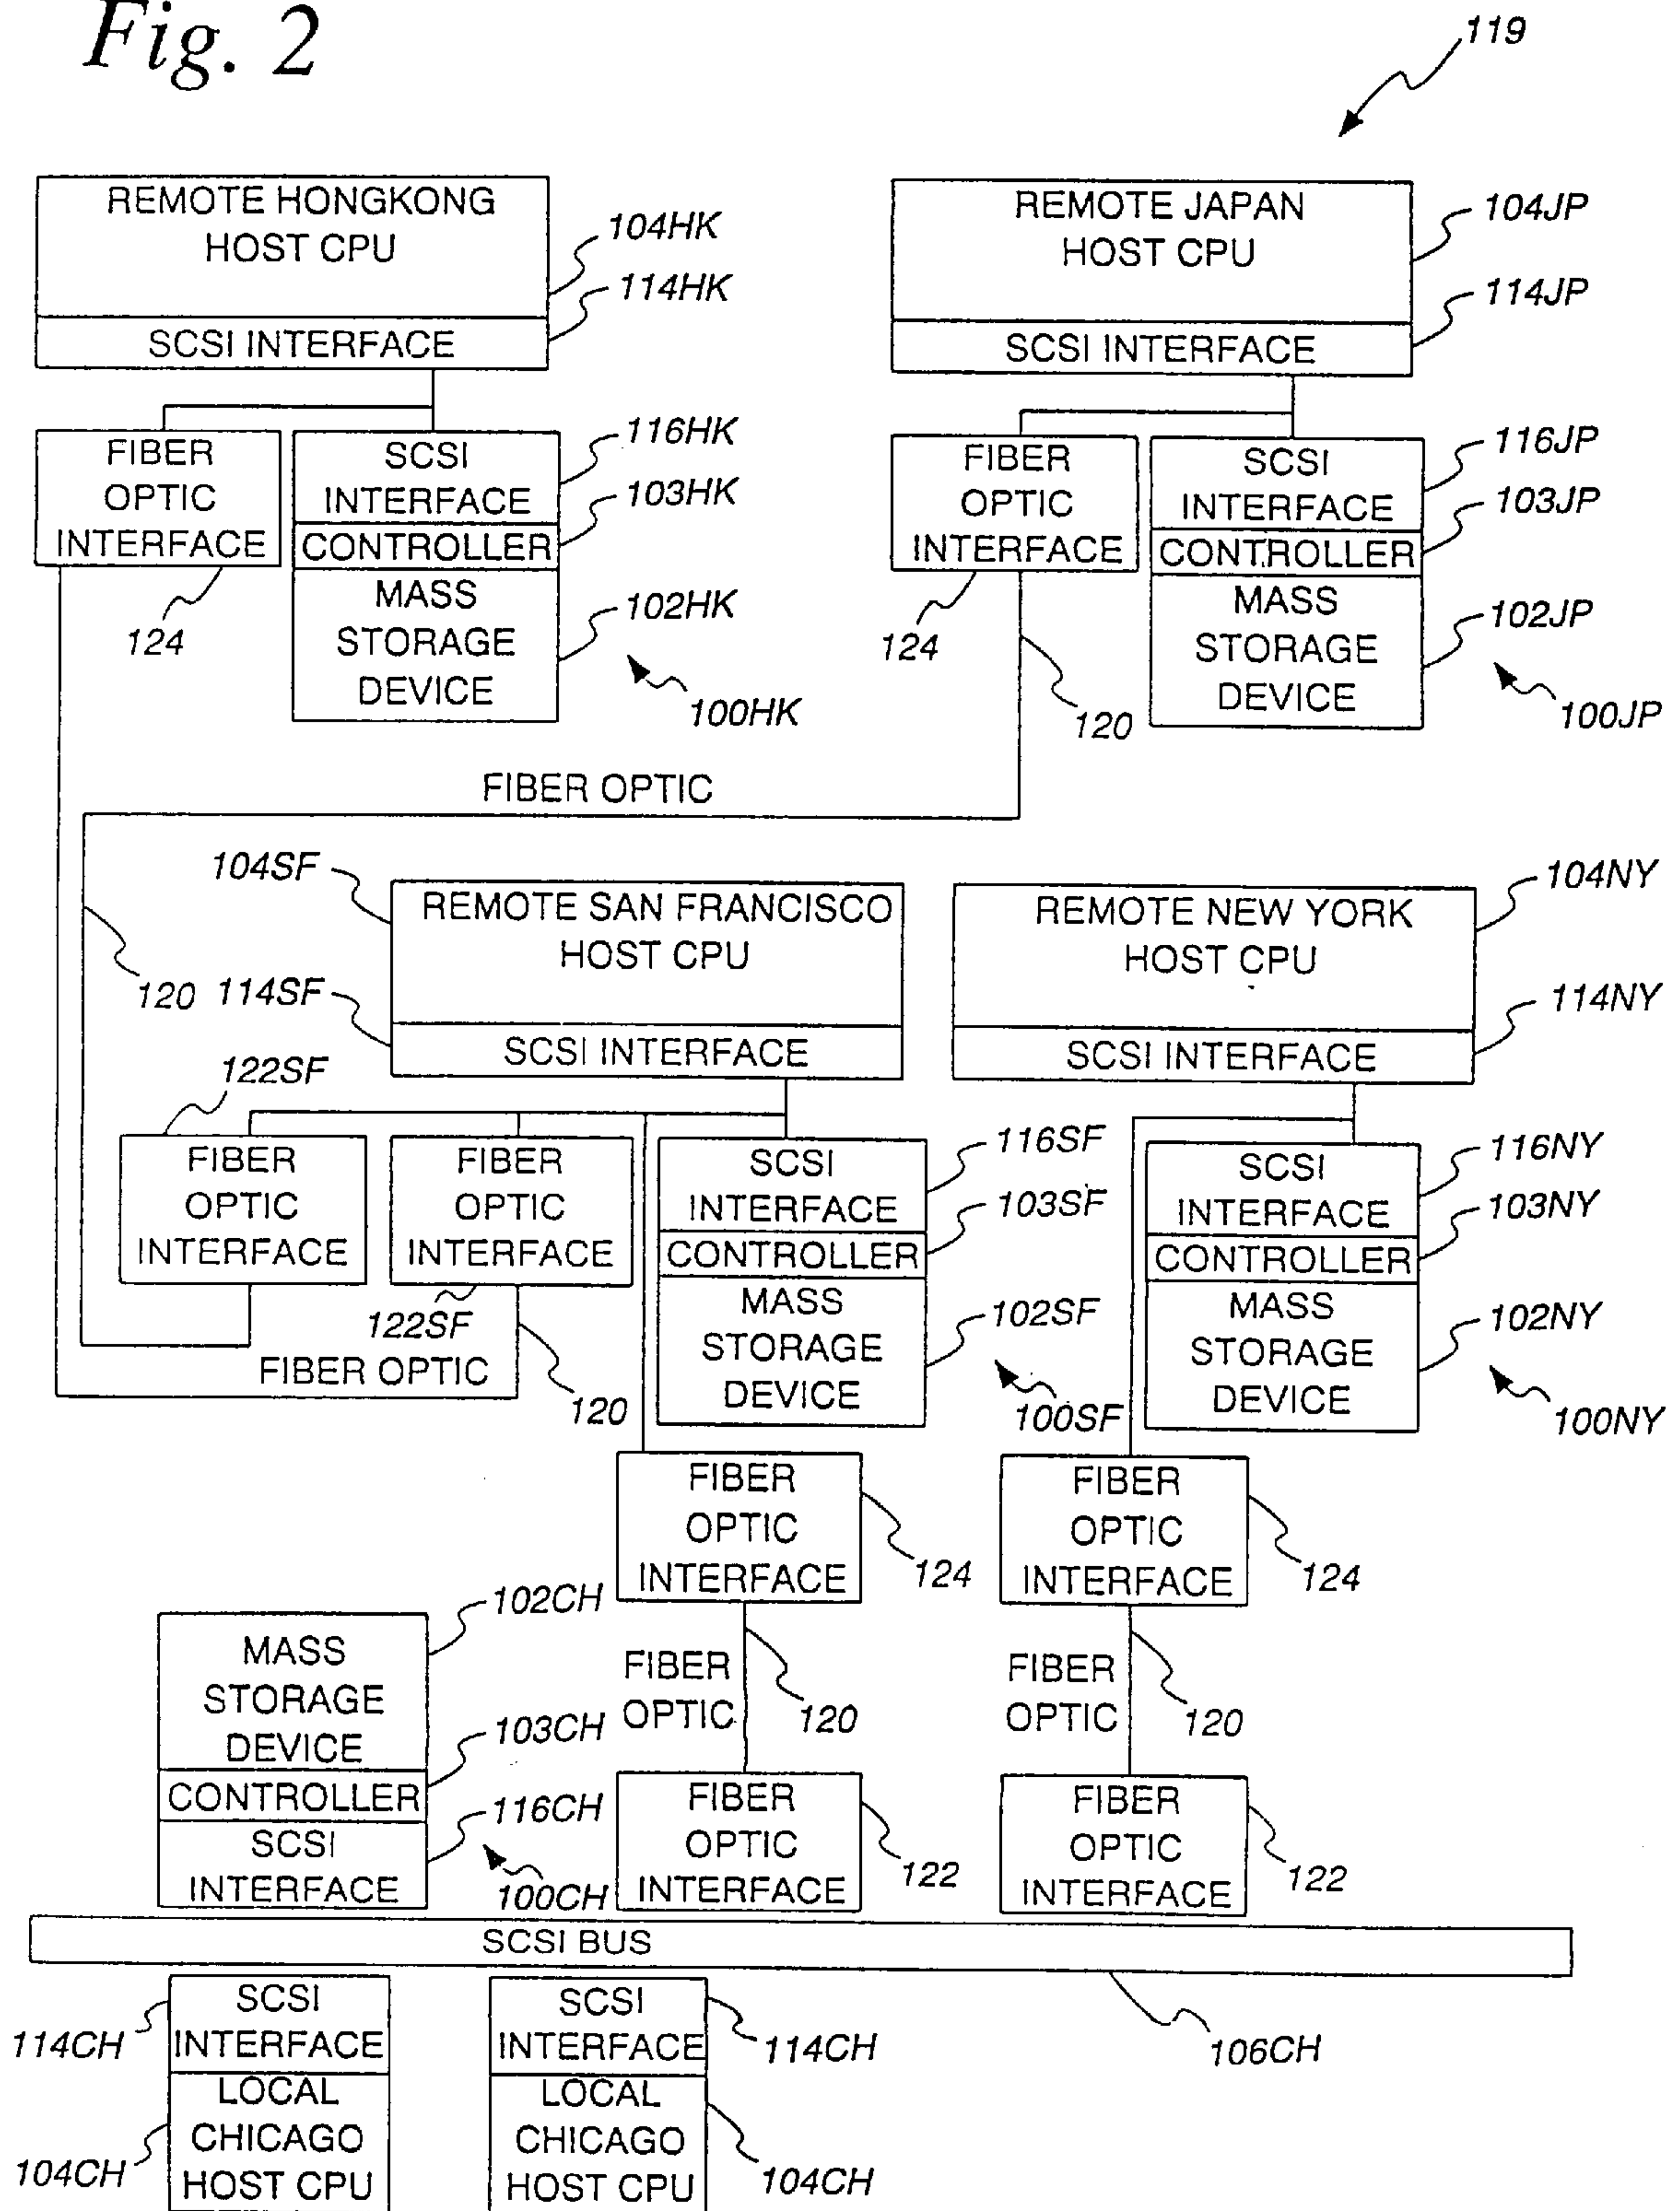 Fig. 2
119
REMOTE HONGKONG
HOST CPU
104HK
114HK
SCSI INTERFACE
REMOTE JAPAN
HOST CPU
104JP
114JP
SCSI INTERFACE
FIBER
OPTIC
INTERFACE
124
SCSI
INTERFACE
CONTROLLER
MASS
STORAGE
DEVICE
116HK
103HK
102HK
100HK
FIBER
OPTIC
INTERFACE
124
120
SCSI
INTERFACE
CONTROLLER
MASS
STORAGE
DEVICE
116JP
103JP
102JP
100JP
FIBER OPTIC
104SF
REMOTE SAN FRANCISCO
HOST CPU
120
114SF
SCSI INTERFACE
REMOTE NEW YORK
HOST CPU
104NY
114NY
SCSI INTERFACE
122SF
FIBER
OPTIC
INTERFACE
FIBER
OPTIC
INTERFACE
122SF
FIBER OPTIC
120
SCSI
INTERFACE
CONTROLLER
MASS
STORAGE
DEVICE
116SF
103SF
102SF
100SF
SCSI
INTERFACE
CONTROLLER
MASS
STORAGE
DEVICE
116NY
103NY
102NY
100NY
FIBER
OPTIC
INTERFACE
124
FIBER
OPTIC
INTERFACE
124
102CH
MASS
STORAGE
DEVICE
103CH
CONTROLLER
116CH
SCSI
INTERFACE
100CH
FIBER
OPTIC
120
FIBER
OPTIC
120
FIBER
OPTIC
INTERFACE
122
FIBER
OPTIC
INTERFACE
122
SCSI BUS
106CH
114CH
SCSI
INTERFACE
104CH
LOCAL
CHICAGO
HOST CPU
SCSI
INTERFACE
114CH
LOCAL
CHICAGO
HOST CPU
104CH